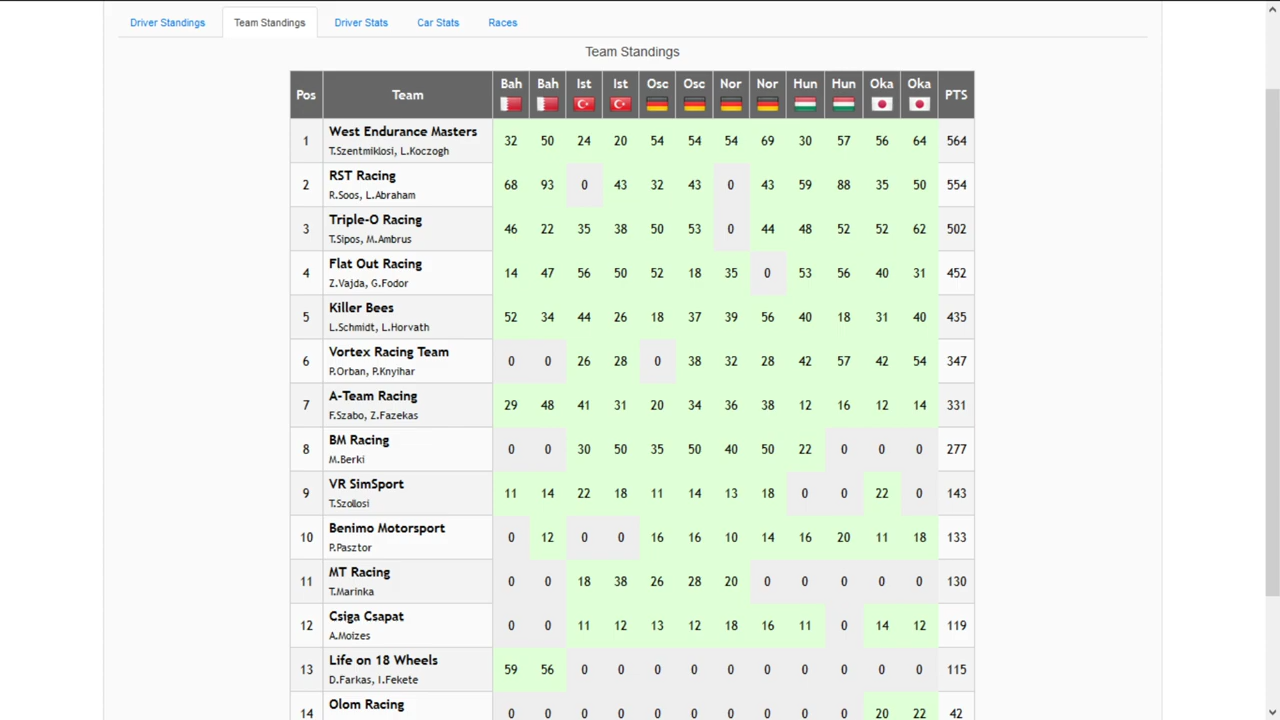 Driver Standings Team Standings Driver Stats Car Stats Races
Team Standings
Pos Team Bah Bah Ist Ist Osc Osc Nor Nor Hun Hun Oka Oka PTS
1 West Endurance Masters 32 50 24 20 54 54 54 69 30 57 56 64 564
T.Szentmiklosi, L.Koczogh
2 RST Racing 68 93 0 43 32 43 0 43 59 88 35 50 554
R.Soos, L.Abraham
3 Triple-O Racing 46 22 35 38 50 53 0 44 48 52 52 62 502
T.Sipos, M.Ambrus
4 Flat Out Racing 14 47 56 50 52 18 35 0 53 56 40 31 452
Z.Vajda, G.Fodor
5 Killer Bees 52 34 44 26 18 37 39 56 40 18 31 40 435
L.Schmidt, L.Horvath
6 Vortex Racing Team 0 0 26 28 0 38 32 28 42 57 42 54 347
P.Orban, P.Knyihar
7 A-Team Racing 29 48 41 31 20 34 36 38 12 16 12 14 331
F.Szabo, Z.Fazekas
8 BM Racing 0 0 30 50 35 50 40 50 22 0 0 0 277
M.Berki
9 VR SimSport 11 14 22 18 11 14 13 18 0 0 22 0 143
T.Szollosi
10 Benimo Motorsport 0 12 0 0 16 16 10 14 16 20 11 18 133
P.Pasztor
11 MT Racing 0 0 18 38 26 28 20 0 0 0 0 0 130
T.Marinka
12 Csiga Csapat 0 0 11 12 13 12 18 16 11 0 14 12 119
A.Moizes
13 Life on 18 Wheels 59 56 0 0 0 0 0 0 0 0 0 0 115
D.Farkas, I.Fekete
14 Olom Racing 0 0 0 0 0 0 0 0 0 0 20 22 42